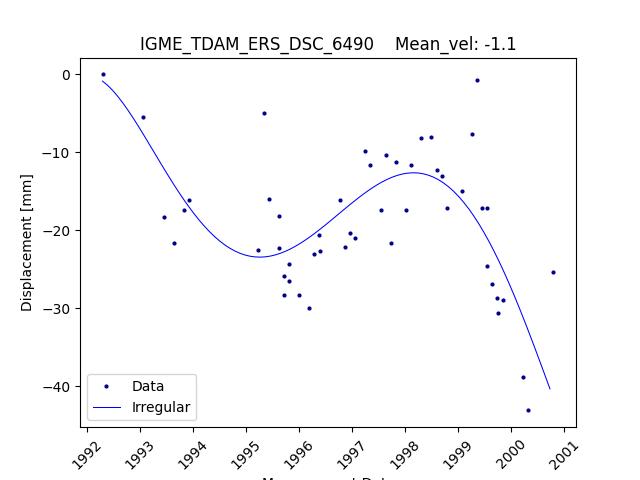 IGME_TDAM_ERS_DSC_6490    Mean_vel: -1.1
Displacement [mm]
0
−10
−20
−30
−40
Data
Irregular
1992 1993 1994 1995 1996 1997 1998 1999 2000 2001